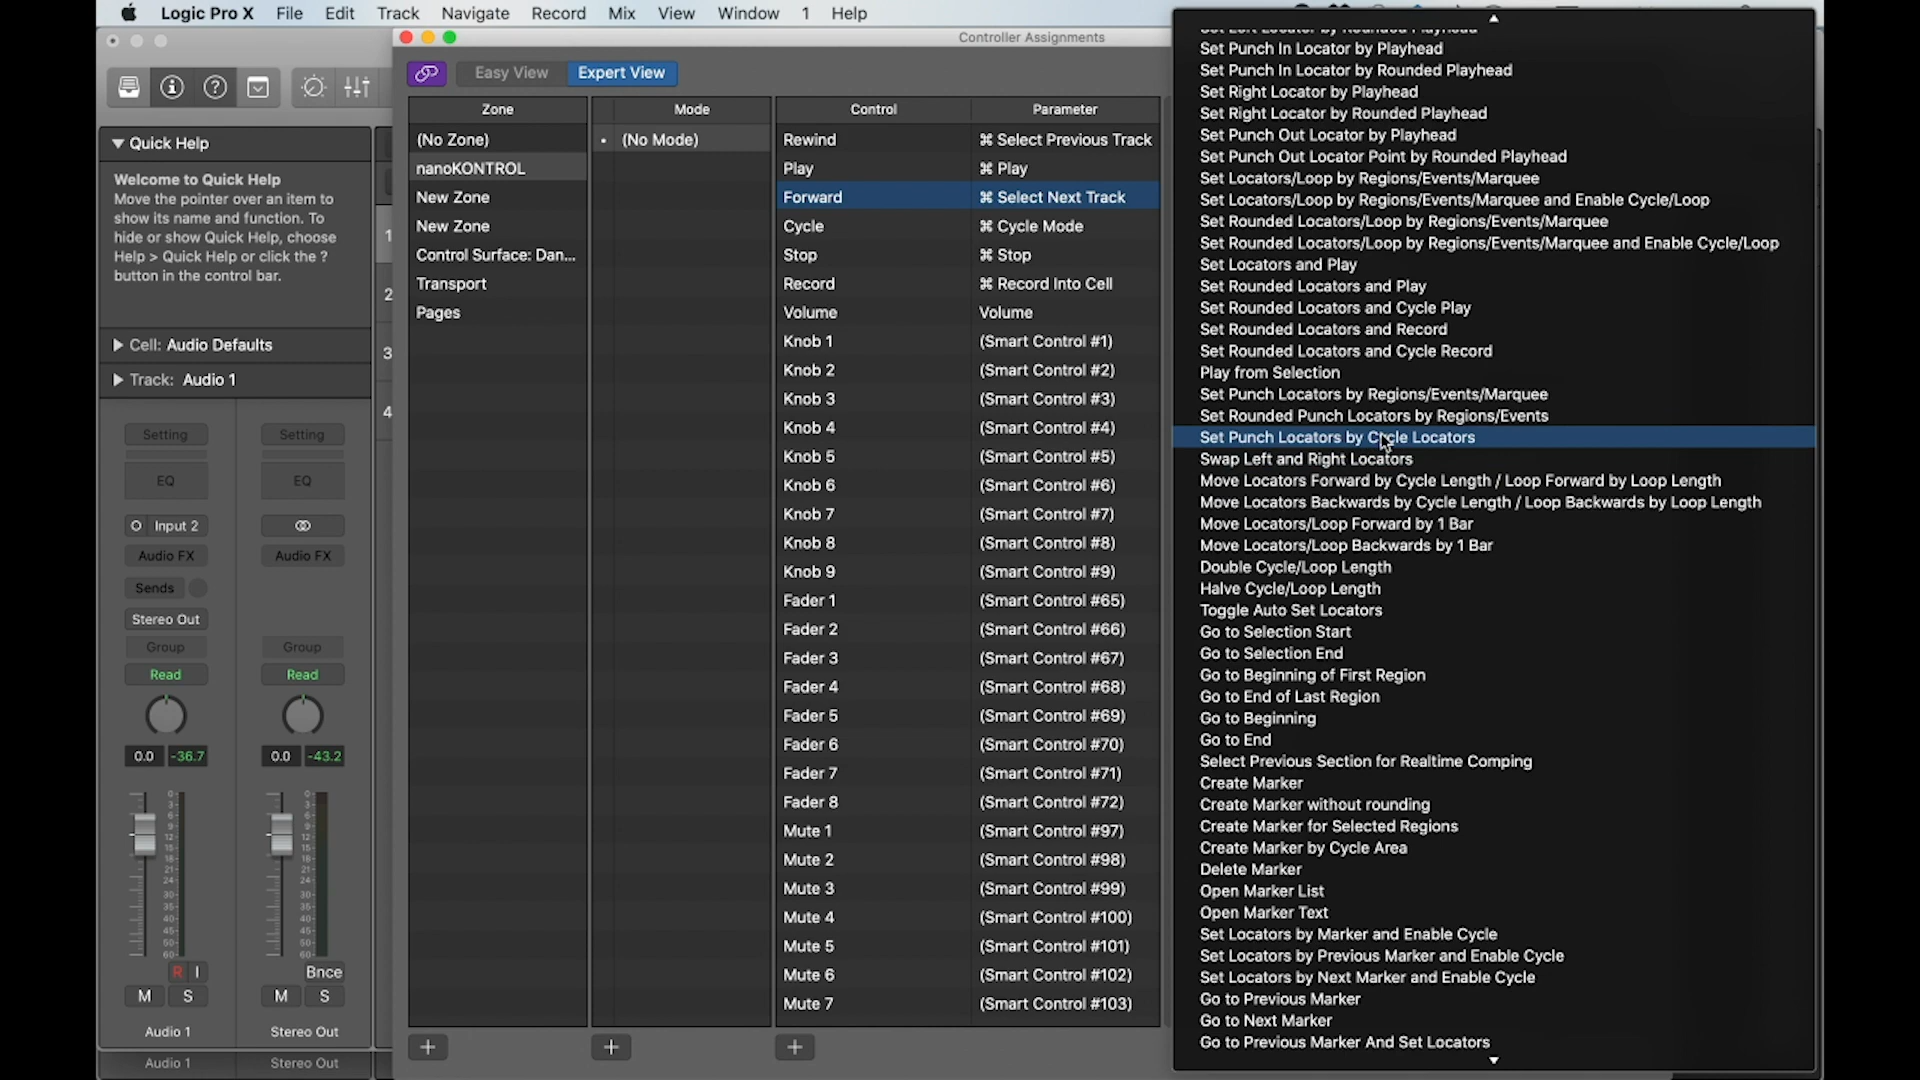 Logic Pro X File Edit Track Navigate Record Mix View Window 1 Help
Controller Assignments
Easy View Expert View
Quick Help
Welcome to Quick Help
Move the pointer over an item to
show its name and function. To
hide or show Quick Help, choose
Help > Quick Help or click the ?
button in the control bar.
Cell: Audio Defaults
Track: Audio 1
Setting Setting
EQ EQ
Input 2
Audio FX Audio FX
Sends
Stereo Out
Group Group
Read Read
0.0 -36.7 0.0 -43.2
R I Bnce
M S M S
Audio 1 Stereo Out
Audio 1 Stereo Out
1
2
3
4
Zone
(No Zone)
nanoKONTROL
New Zone
New Zone
Control Surface: Dan...
Transport
Pages
Mode
• (No Mode)
Control Parameter
Rewind ⌘ Select Previous Track
Play ⌘ Play
Forward ⌘ Select Next Track
Cycle ⌘ Cycle Mode
Stop ⌘ Stop
Record ⌘ Record Into Cell
Volume Volume
Knob 1 (Smart Control #1)
Knob 2 (Smart Control #2)
Knob 3 (Smart Control #3)
Knob 4 (Smart Control #4)
Knob 5 (Smart Control #5)
Knob 6 (Smart Control #6)
Knob 7 (Smart Control #7)
Knob 8 (Smart Control #8)
Knob 9 (Smart Control #9)
Fader 1 (Smart Control #65)
Fader 2 (Smart Control #66)
Fader 3 (Smart Control #67)
Fader 4 (Smart Control #68)
Fader 5 (Smart Control #69)
Fader 6 (Smart Control #70)
Fader 7 (Smart Control #71)
Fader 8 (Smart Control #72)
Mute 1 (Smart Control #97)
Mute 2 (Smart Control #98)
Mute 3 (Smart Control #99)
Mute 4 (Smart Control #100)
Mute 5 (Smart Control #101)
Mute 6 (Smart Control #102)
Mute 7 (Smart Control #103)
Set Left Locator by Rounded Playhead
Set Punch In Locator by Playhead
Set Punch In Locator by Rounded Playhead
Set Right Locator by Playhead
Set Right Locator by Rounded Playhead
Set Punch Out Locator by Playhead
Set Punch Out Locator Point by Rounded Playhead
Set Locators/Loop by Regions/Events/Marquee
Set Locators/Loop by Regions/Events/Marquee and Enable Cycle/Loop
Set Rounded Locators/Loop by Regions/Events/Marquee
Set Rounded Locators/Loop by Regions/Events/Marquee and Enable Cycle/Loop
Set Locators and Play
Set Rounded Locators and Play
Set Rounded Locators and Cycle Play
Set Rounded Locators and Record
Set Rounded Locators and Cycle Record
Play from Selection
Set Punch Locators by Regions/Events/Marquee
Set Rounded Punch Locators by Regions/Events
Set Punch Locators by Cycle Locators
Swap Left and Right Locators
Move Locators Forward by Cycle Length / Loop Forward by Loop Length
Move Locators Backwards by Cycle Length / Loop Backwards by Loop Length
Move Locators/Loop Forward by 1 Bar
Move Locators/Loop Backwards by 1 Bar
Double Cycle/Loop Length
Halve Cycle/Loop Length
Toggle Auto Set Locators
Go to Selection Start
Go to Selection End
Go to Beginning of First Region
Go to End of Last Region
Go to Beginning
Go to End
Select Previous Section for Realtime Comping
Create Marker
Create Marker without rounding
Create Marker for Selected Regions
Create Marker by Cycle Area
Delete Marker
Open Marker List
Open Marker Text
Set Locators by Marker and Enable Cycle
Set Locators by Previous Marker and Enable Cycle
Set Locators by Next Marker and Enable Cycle
Go to Previous Marker
Go to Next Marker
Go to Previous Marker And Set Locators